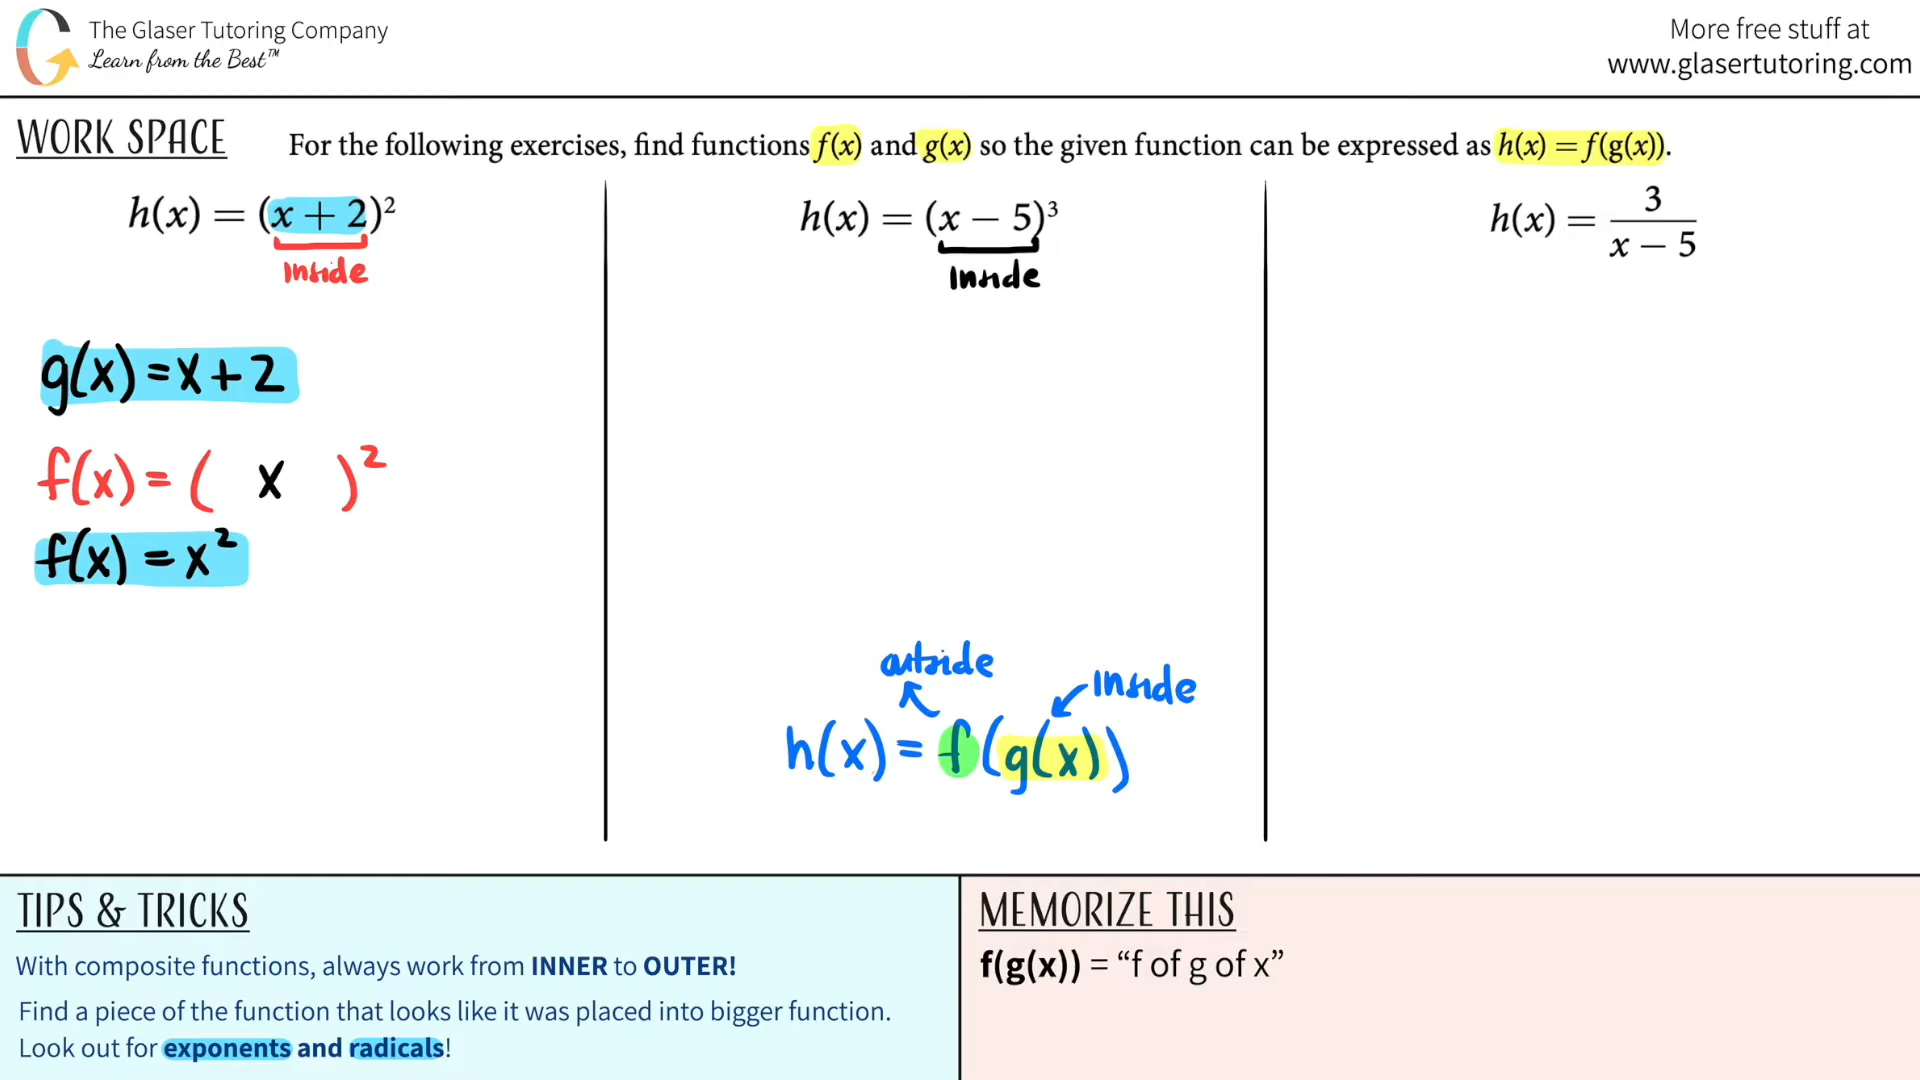 The Glaser Tutoring Company
Learn from the Best™
More free stuff at
www.glasertutoring.com
WORK SPACE
For the following exercises, find functions f(x) and g(x) so the given function can be expressed as h(x) = f(g(x)).
h(x) = (x + 2)²
inside
g(x) = x + 2
f(x) = ( x )²
f(x) = x²
h(x) = (x − 5)³
inside
outside
inside
h(x) = f(g(x))
h(x) = 3/(x − 5)
TIPS & TRICKS
With composite functions, always work from INNER to OUTER!
Find a piece of the function that looks like it was placed into bigger function.
Look out for exponents and radicals!
MEMORIZE THIS
f(g(x)) = “f of g of x”